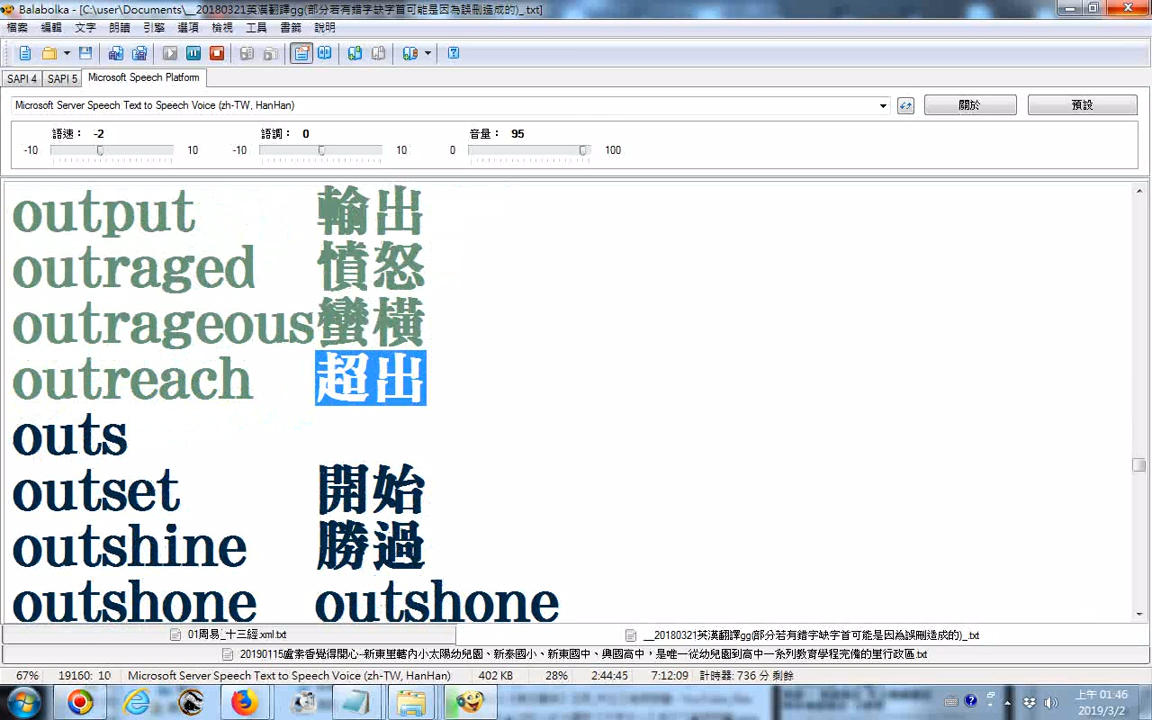 Balabolka - [C:\user\Documents\__20180321英漢翻譯gg(部分若有錯字缺字首可能是因為誤刪造成的)_.txt]
檔案 編輯 文字 朗讀 引擎 選項 檢視 工具 書籤 說明
SAPI 4 SAPI 5 Microsoft Speech Platform
Microsoft Server Speech Text to Speech Voice (zh-TW, HanHan) 關於 預設
語速： -2 語調： 0 音量： 95
-10 10 -10 10 0 100
output 輸出
outraged 憤怒
outrageous蠻橫
outreach 超出
outs
outset 開始
outshine 勝過
outshone outshone
01周易_十三經.xml.txt __20180321英漢翻譯gg(部分若有錯字缺字首可能是因為誤刪造成的)_.txt
20190115盧素香覺得開心-新東里轄內小太陽幼兒園、新泰國小、新東國中、興國高中，是唯一從幼兒園到高中一系列教育學程完備的里行政區.txt
67% 19160: 10 Microsoft Server Speech Text to Speech Voice (zh-TW, HanHan) 402 KB 28% 2:44:45 7:12:09 計時器: 736 分 剩餘
上午 01:46
2019/3/2